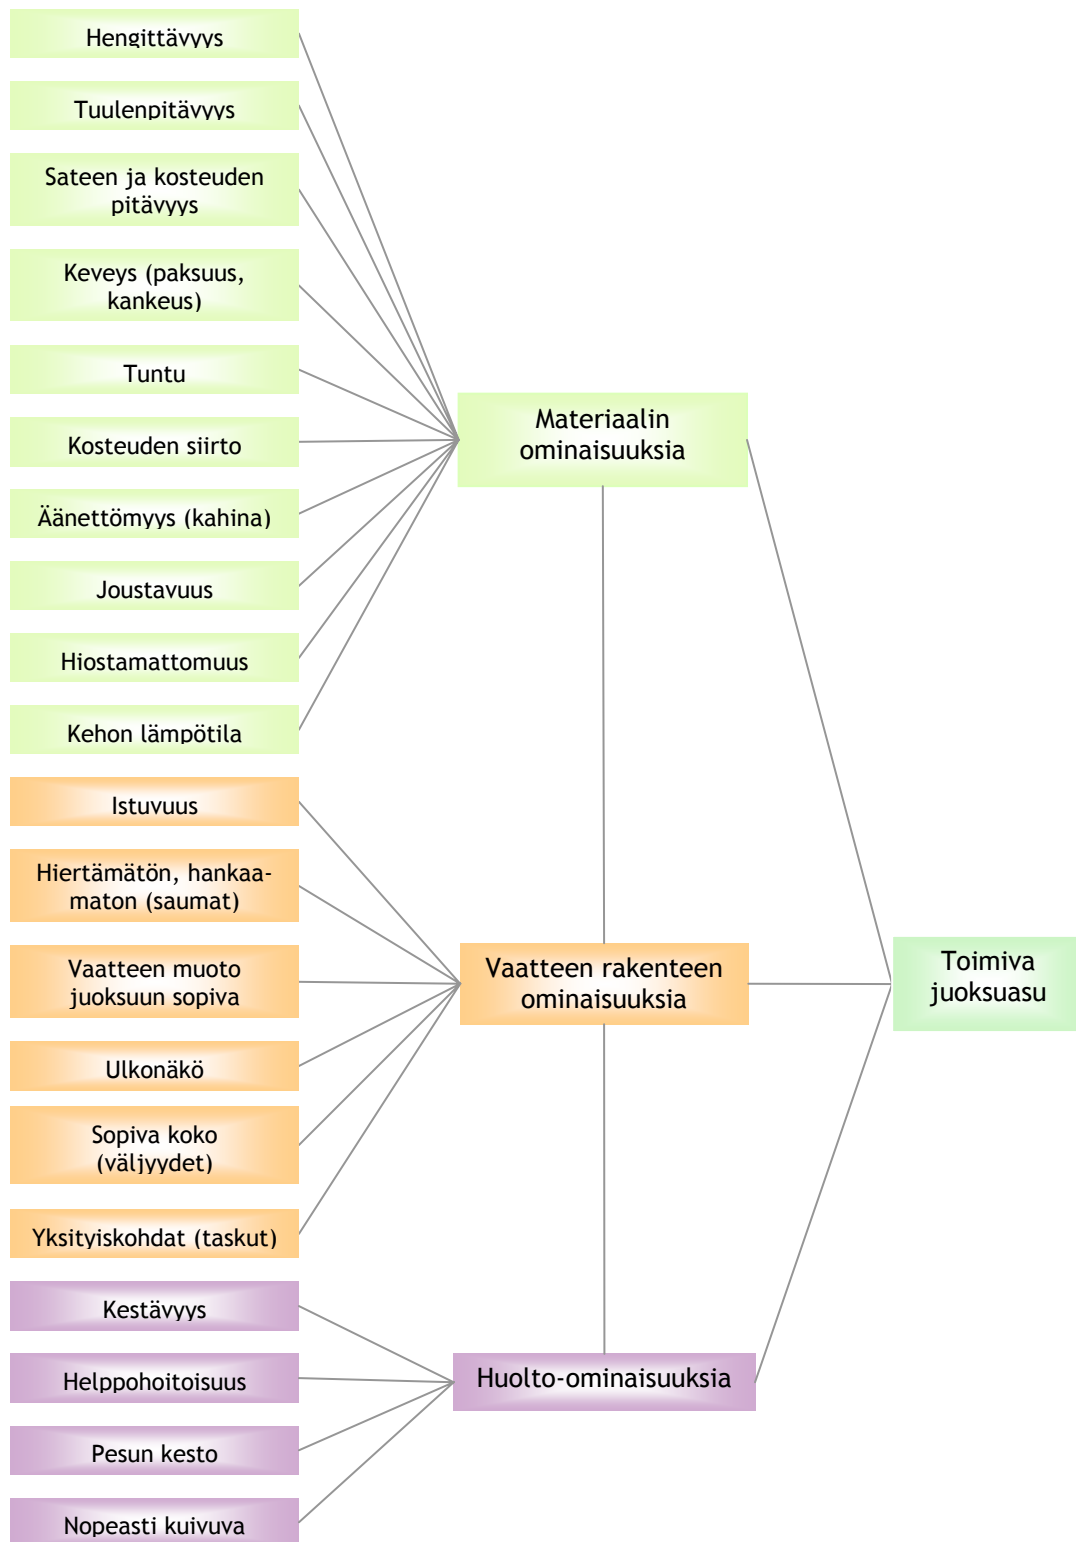 Hengittävyys
Tuulenpitävyys
Sateen ja kosteuden
pitävyys
Keveys (paksuus,
kankeus)
Tuntu
Kosteuden siirto
Äänettömyys (kahina)
Joustavuus
Hiostamattomuus
Kehon lämpötila
Istuvuus
Hiertämätön, hankaa-
maton (saumat)
Vaatteen muoto
juoksuun sopiva
Ulkonäkö
Sopiva koko
(väljyydet)
Yksityiskohdat (taskut)
Kestävyys
Helppohoitoisuus
Pesun kesto
Nopeasti kuivuva
Materiaalin
ominaisuuksia
Vaatteen rakenteen
ominaisuuksia
Huolto-ominaisuuksia
Toimiva
juoksuasu